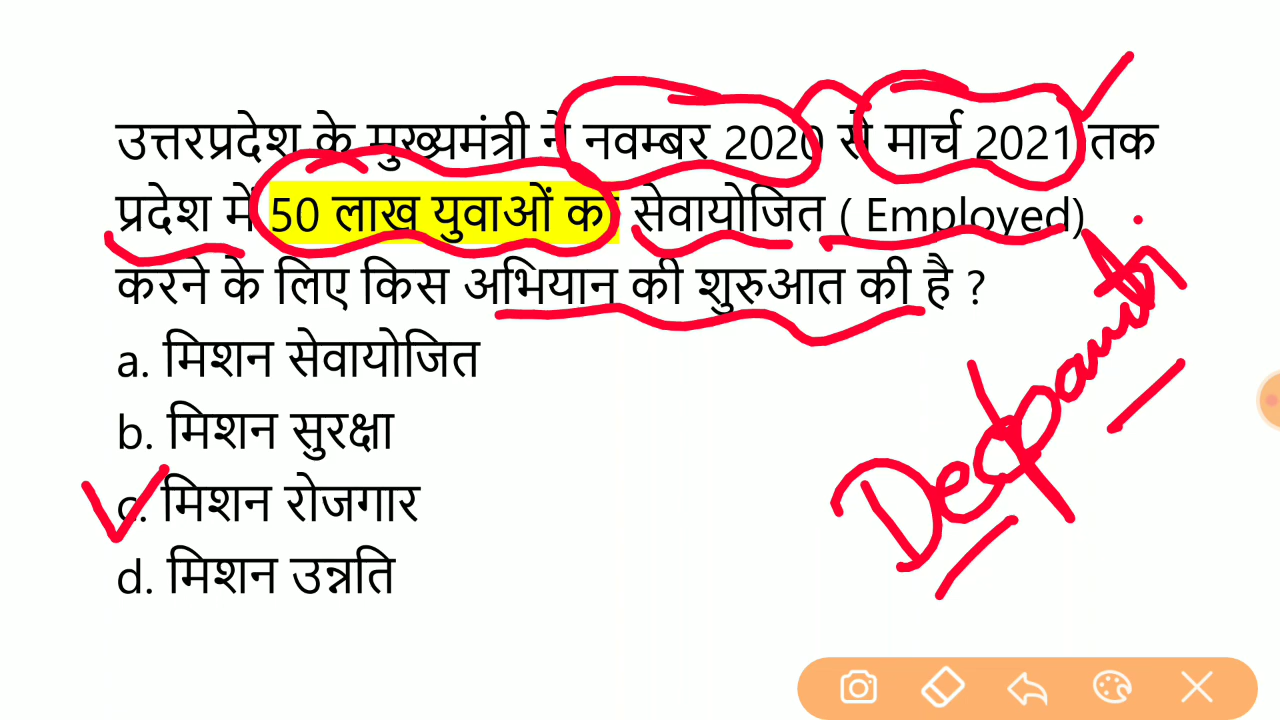 उत्तरप्रदेश के मुख्यमंत्री ने नवम्बर 2020 से मार्च 2021 तक
प्रदेश में 50 लाख युवाओं को सेवायोजित ( Employed)
करने के लिए किस अभियान की शुरुआत की है ?
a. मिशन सेवायोजित
b. मिशन सुरक्षा
c. मिशन रोजगार
d. मिशन उन्नति